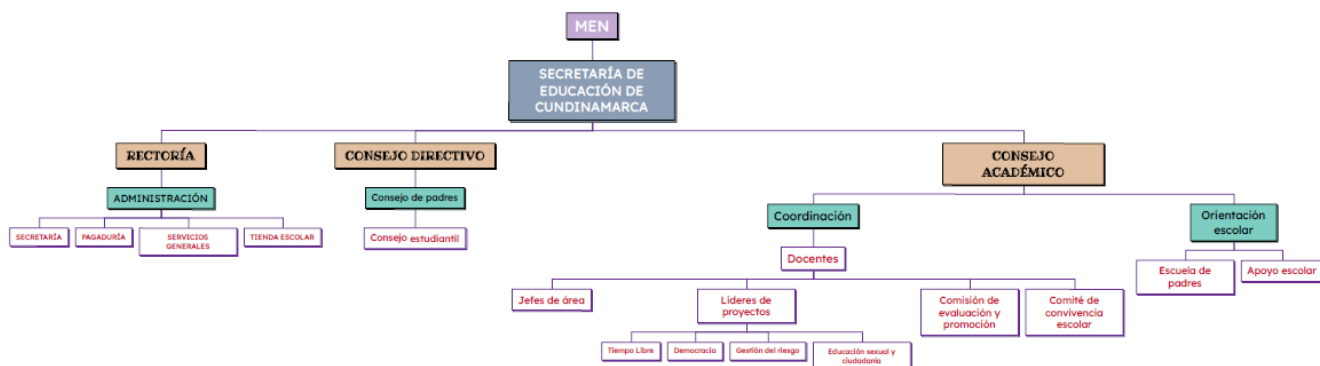 MEN
SECRETARÍA DE
EDUCACIÓN DE
CUNDINAMARCA
RECTORÍA
CONSEJO DIRECTIVO
CONSEJO
ACADÉMICO
ADMINISTRACIÓN
Consejo de padres
Coordinación
Orientación
escolar
SECRETARÍA
PAGADURÍA
SERVICIOS
GENERALES
TIENDA ESCOLAR
Consejo estudiantil
Docentes
Escuela de
padres
Apoyo escolar
Jefes de área
Lideres de
proyectos
Comisión de
evaluación y
promoción
Comité de
convivencia
escolar
Tiempo Libre
Democracia
Gestión del riesgo
Educación sexual y
ciudadanía